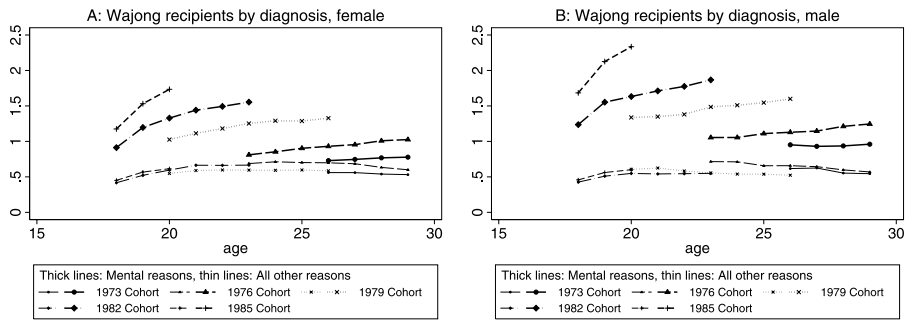 A: Wajong recipients by diagnosis, female
2.5
2
1.5
1
.5
0
15 20 25 30
age
Thick lines: Mental reasons, thin lines: All other reasons
1973 Cohort 1976 Cohort 1979 Cohort
1982 Cohort 1985 Cohort
B: Wajong recipients by diagnosis, male
2.5
2
1.5
1
.5
0
15 20 25 30
age
Thick lines: Mental reasons, thin lines: All other reasons
1973 Cohort 1976 Cohort 1979 Cohort
1982 Cohort 1985 Cohort